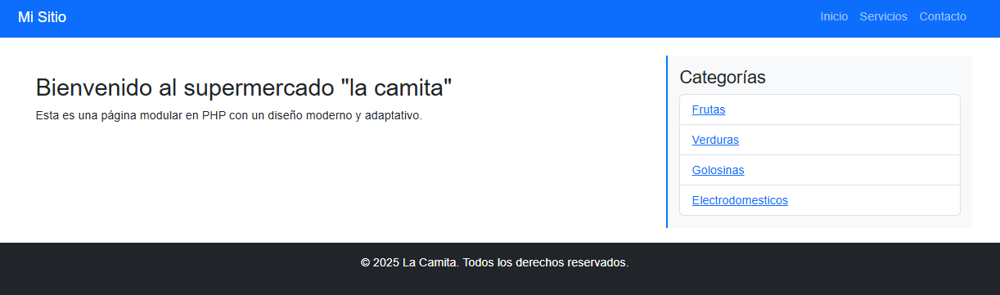 Mi Sitio
Inicio Servicios Contacto
Bienvenido al supermercado "la camita"
Esta es una página modular en PHP con un diseño moderno y adaptativo.
Categorías
Frutas
Verduras
Golosinas
Electrodomesticos
© 2025 La Camita. Todos los derechos reservados.